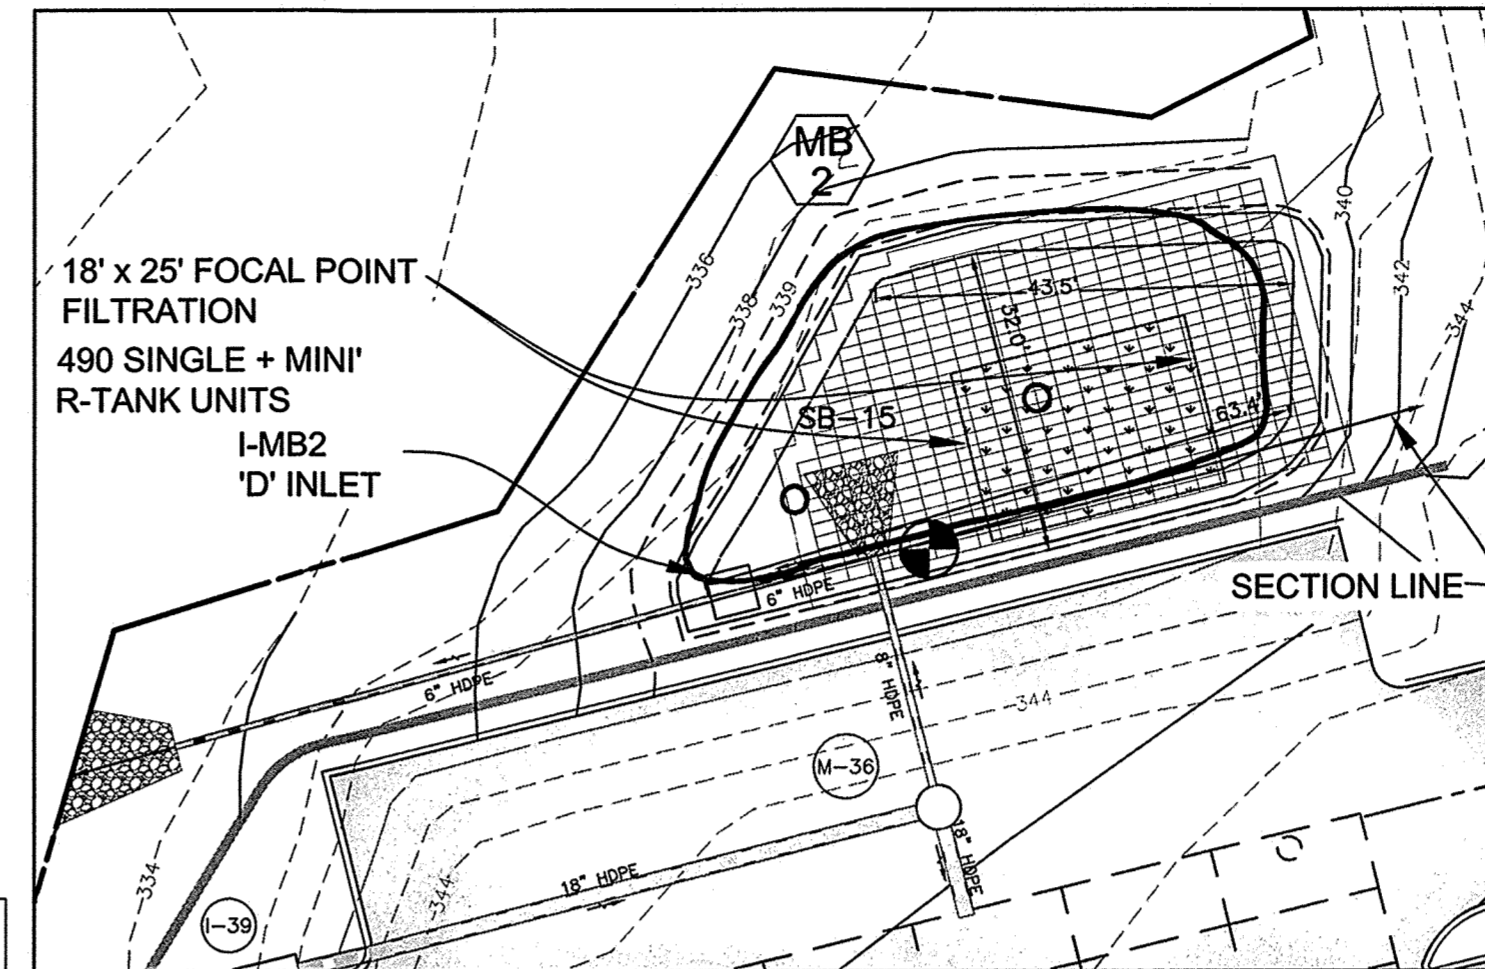 MB
2
340
336
342
18' x 25' FOCAL POINT
FILTRATION
338
339
43.5'
344
32.0'
490 SINGLE + MINI'
R-TANK UNITS
SB-15
63.4'
I-MB2
'D' INLET
SECTION LINE
6" HDPE
6" HDPE
8" HDPE
344
M-36
18" HDPE
18" HDPE
334
344
I-39